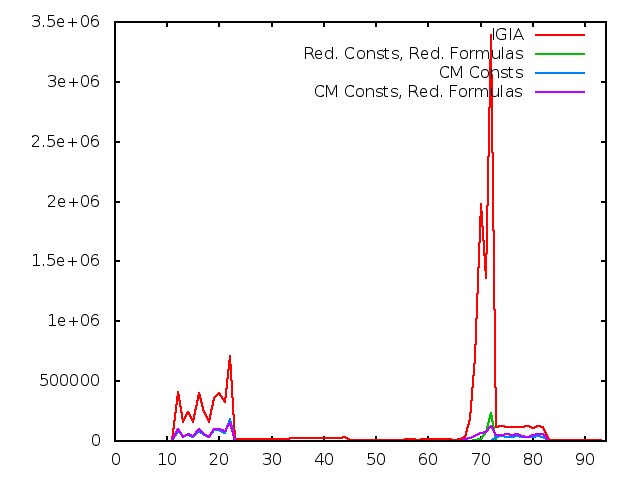 3.5e+06
3e+06
2.5e+06
2e+06
1.5e+06
1e+06
500000
0
0 10 20 30 40 50 60 70 80 90
IGIA
Red. Consts, Red. Formulas
CM Consts
CM Consts, Red. Formulas